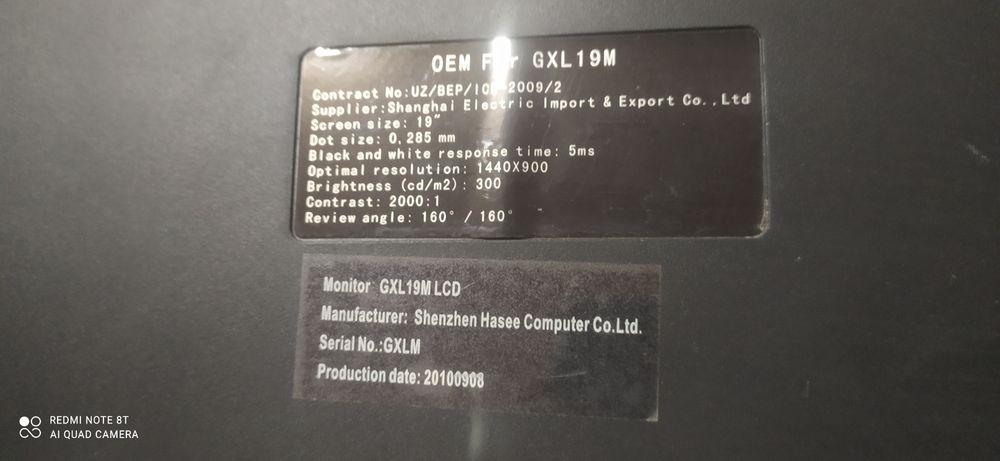 OEM For GXL19M
Contract No:UZ/BEP/ -2009/2
Supplier:Shanghai Electric Import & Export Co.,Ltd
Screen size: 19"
Dot size: 0.285 mm
Black and white response time: 5ms
Optimal resolution: 1440X900
Brightness (cd/m2): 300
Contrast: 2000:1
Review angle: 160° / 160°
Monitor GXL19M LCD
Manufacturer: Shenzhen Hasee Computer Co.Ltd.
Serial No.:GXLM
Production date: 20100908
REDMI NOTE 8T
AI QUAD CAMERA